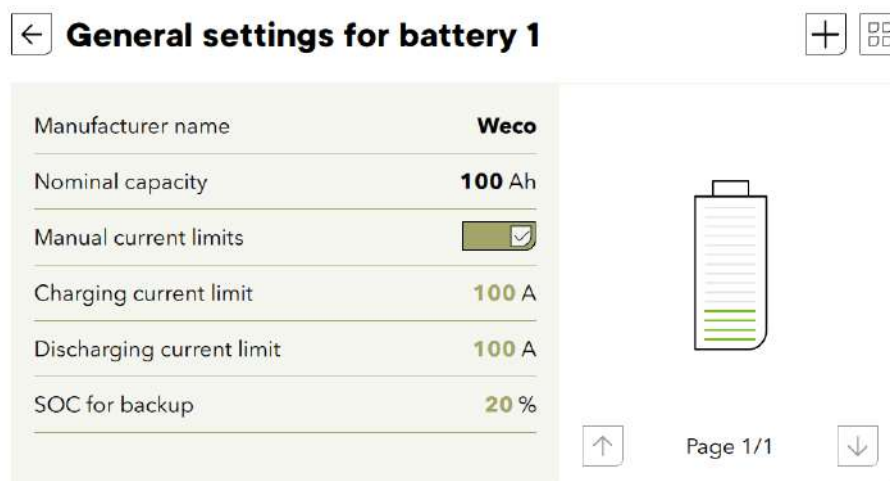 General settings for battery 1
Manufacturer name Weco
Nominal capacity 100 Ah
Manual current limits
Charging current limit 100 A
Discharging current limit 100 A
SOC for backup 20 %
Page 1/1